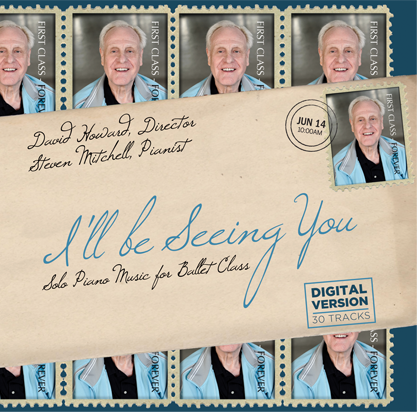 FIRST CLASS
FIRST CLASS
FIRST CLASS
FIRST CLASS
FOREVER
David Howard, Director
Steven Mitchell, Pianist
JUN 14
10:00AM
FIRST CLASS
FOREVER
I'll be Seeing You
Solo Piano Music for Ballet Class
DIGITAL
VERSION
30 TRACKS
FOREVER
FOREVER
FOREVER
FOREVER